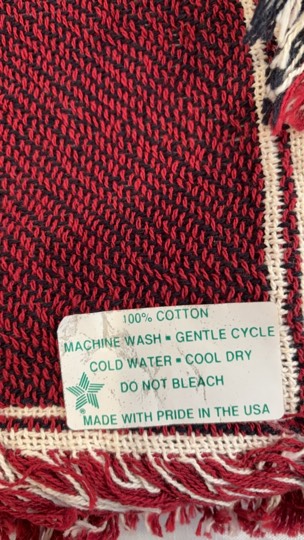 100% COTTON
MACHINE WASH ▪ GENTLE CYCLE
COLD WATER ▪ COOL DRY
DO NOT BLEACH
®
MADE WITH PRIDE IN THE USA